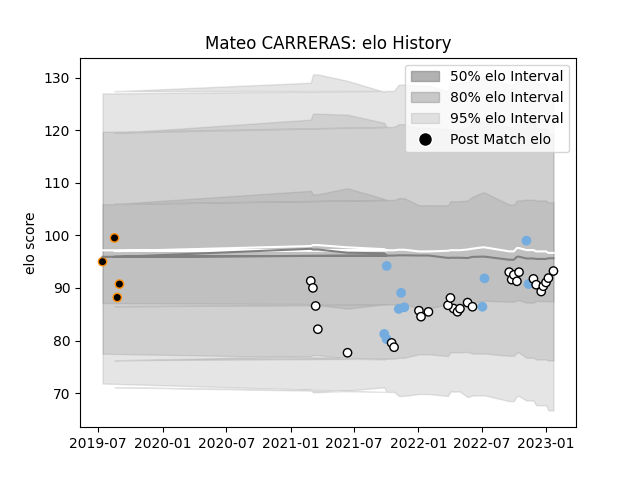 Mateo CARRERAS: elo History
50% elo Interval
80% elo Interval
95% elo Interval
Post Match elo
elo score
130
120
110
100
90
80
70
2019-07 2020-01 2020-07 2021-01 2021-07 2022-01 2022-07 2023-01